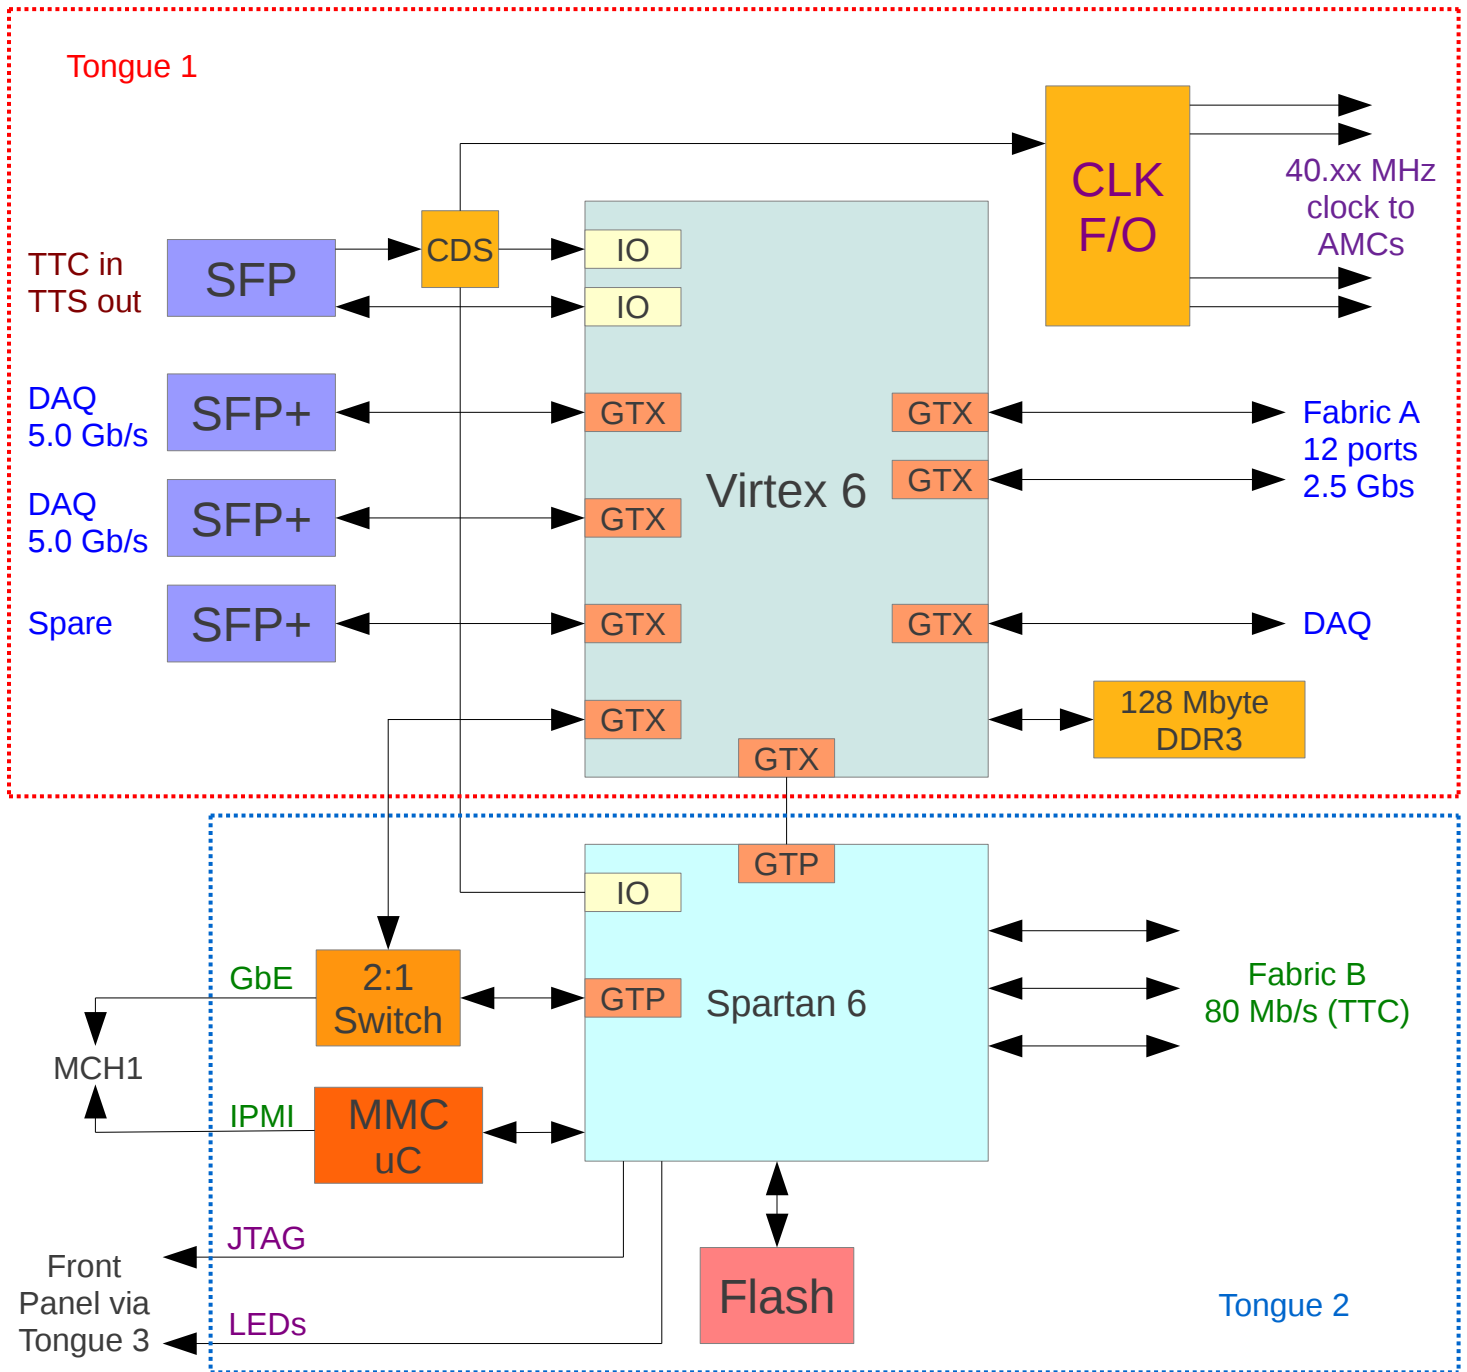 Tongue 1
CLK
F/O
40.xx MHz
clock to
AMCs
TTC in
TTS out
SFP
CDS
IO
IO
DAQ
5.0 Gb/s
SFP+
GTX
GTX
Fabric A
12 ports
2.5 Gbs
DAQ
5.0 Gb/s
SFP+
GTX
Virtex 6
GTX
Spare
SFP+
GTX
GTX
DAQ
GTX
128 Mbyte
DDR3
GTX
GTP
IO
GbE
2:1
Switch
GTP
Spartan 6
Fabric B
80 Mb/s (TTC)
MCH1
IPMI
MMC
uC
JTAG
Front
Panel via
Tongue 3
LEDs
Flash
Tongue 2